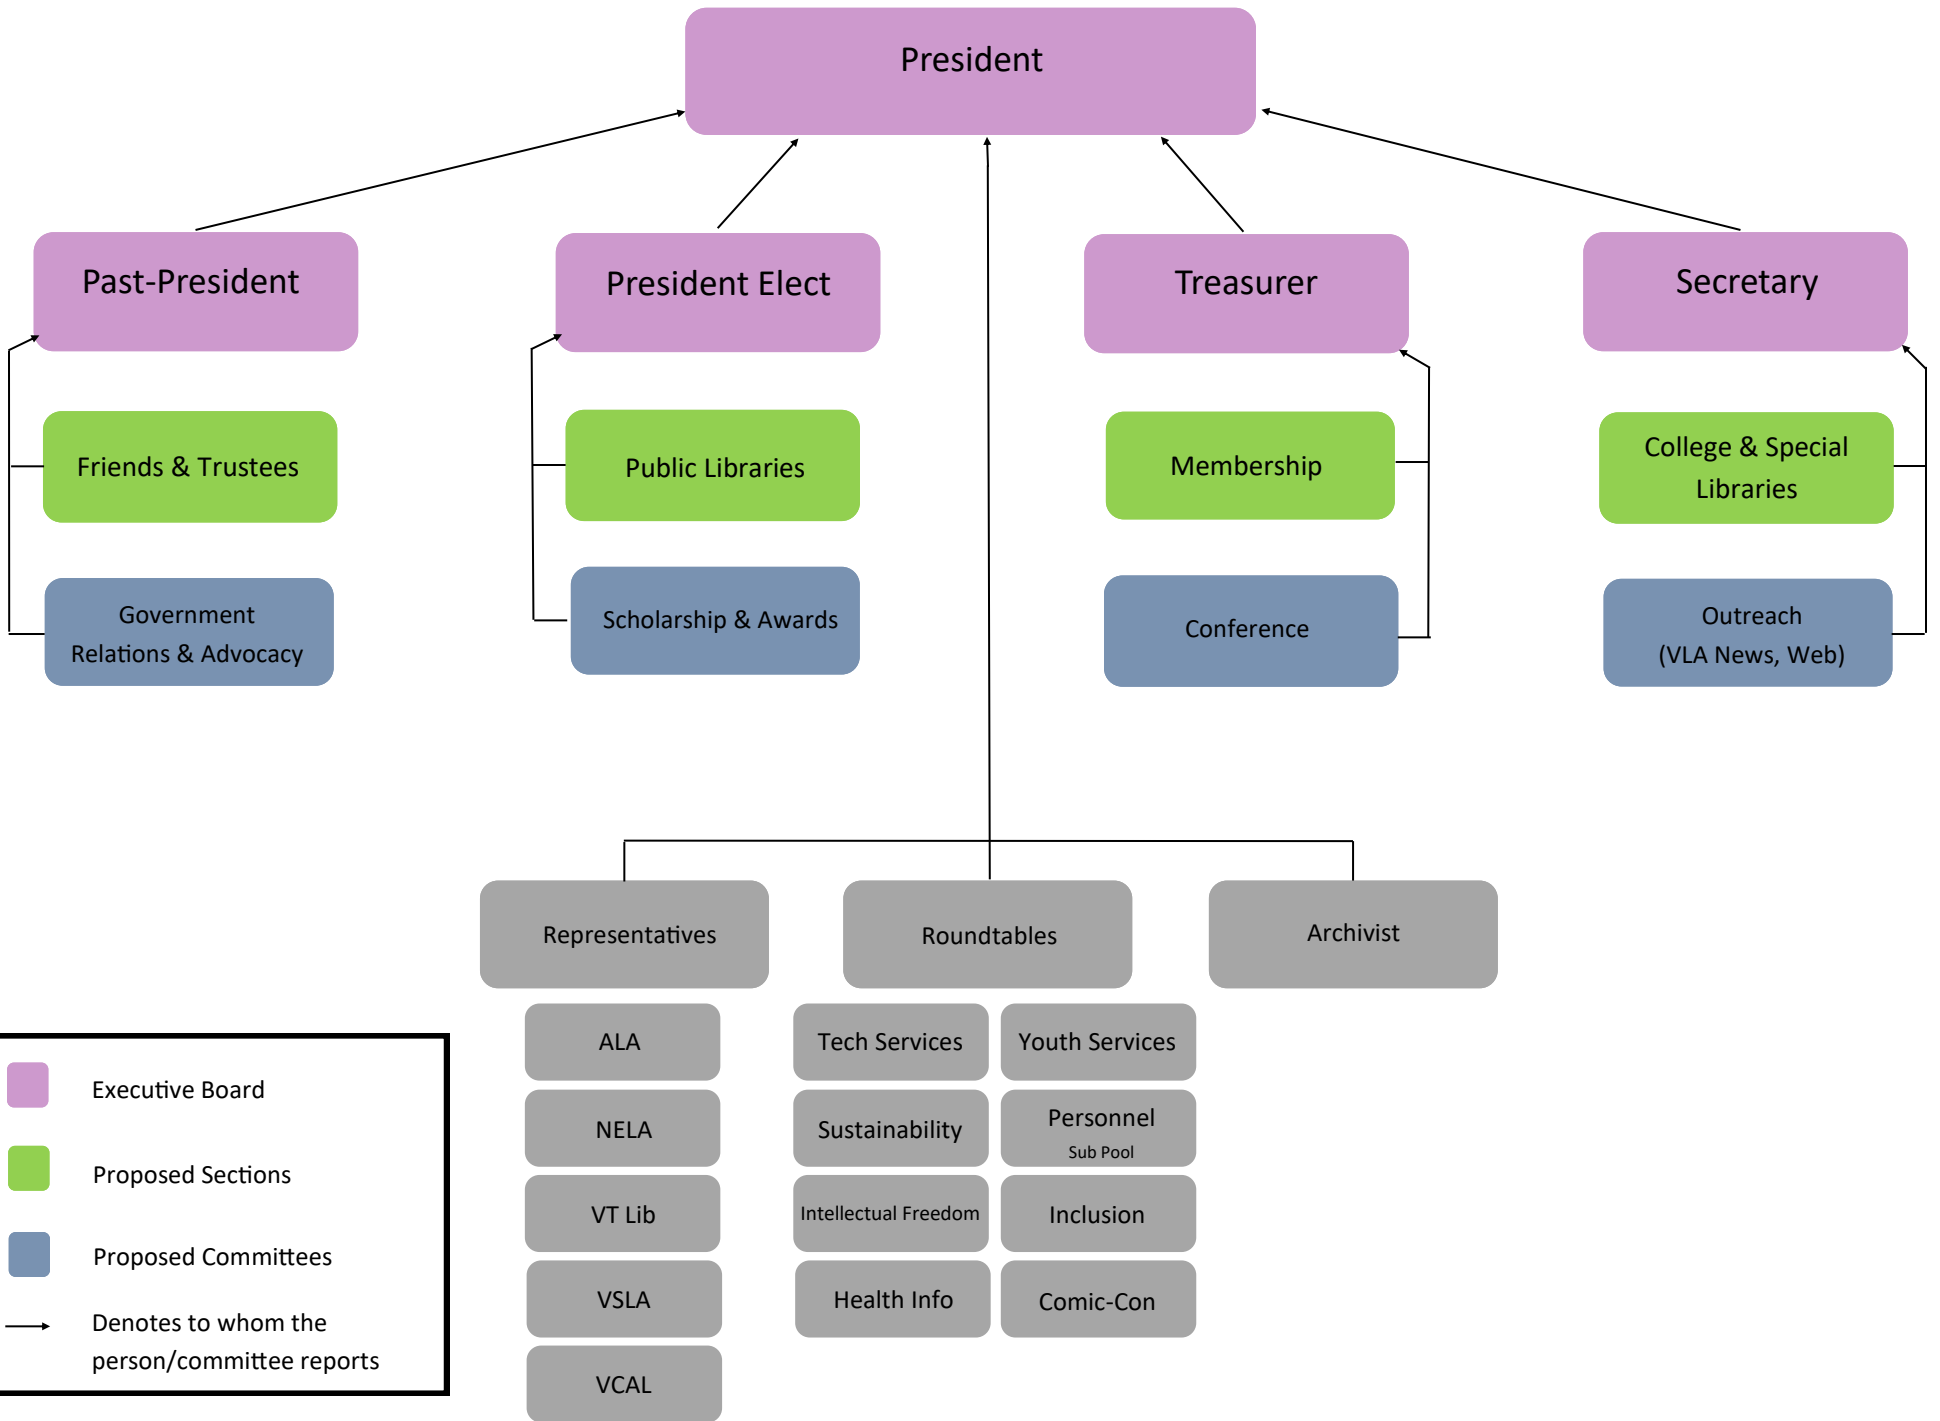 President
Past-President
President Elect
Treasurer
Secretary
Friends & Trustees
Public Libraries
Membership
College & Special
Libraries
Government
Relations & Advocacy
Scholarship & Awards
Conference
Outreach
(VLA News, Web)
Representatives
Roundtables
Archivist
ALA
NELA
VT Lib
VSLA
VCAL
Tech Services
Youth Services
Sustainability
Personnel
Sub Pool
Intellectual Freedom
Inclusion
Health Info
Comic-Con
Executive Board
Proposed Sections
Proposed Committees
Denotes to whom the
person/committee reports